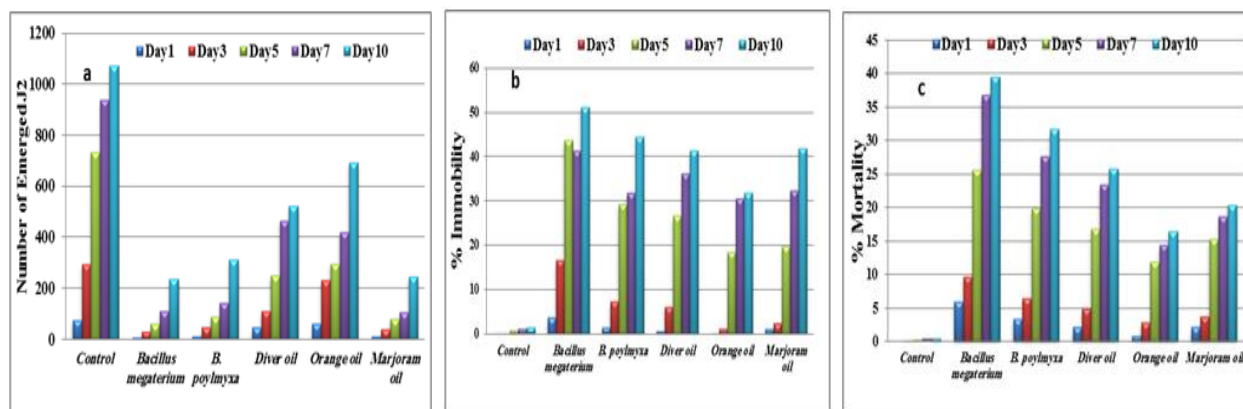 1200
1000
800
600
400
200
0
Number of Emerged.J2
Day1 Day3 Day5 Day7 Day10
a
Control Bacillus megaterium B. poylmyxa Diver oil Orange oil Marjoram oil
60
50
40
30
20
10
0
% Immobility
Day1 Day3 Day5 Day7 Day10
b
Control Bacillus megaterium B. poylmyxa Diver oil Orange oil Marjoram oil
45
40
35
30
25
20
15
10
5
0
% Mortality
Day1 Day3 Day5 Day7 Day10
c
Control Bacillus megaterium B. poylmyxa Diver oil Orange oil Marjoram oil